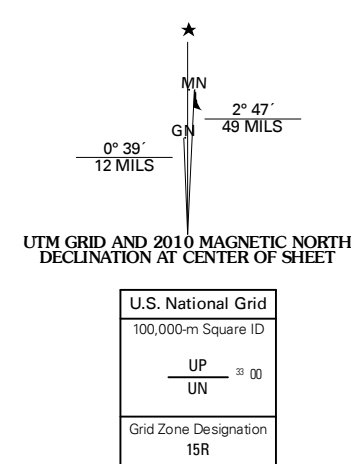 ★
MN
GN
2° 47´
49 MILS
0° 39´
12 MILS
UTM GRID AND 2010 MAGNETIC NORTH
DECLINATION AT CENTER OF SHEET
U.S. National Grid
100,000-m Square ID
UP
33 00
UN
Grid Zone Designation
15R